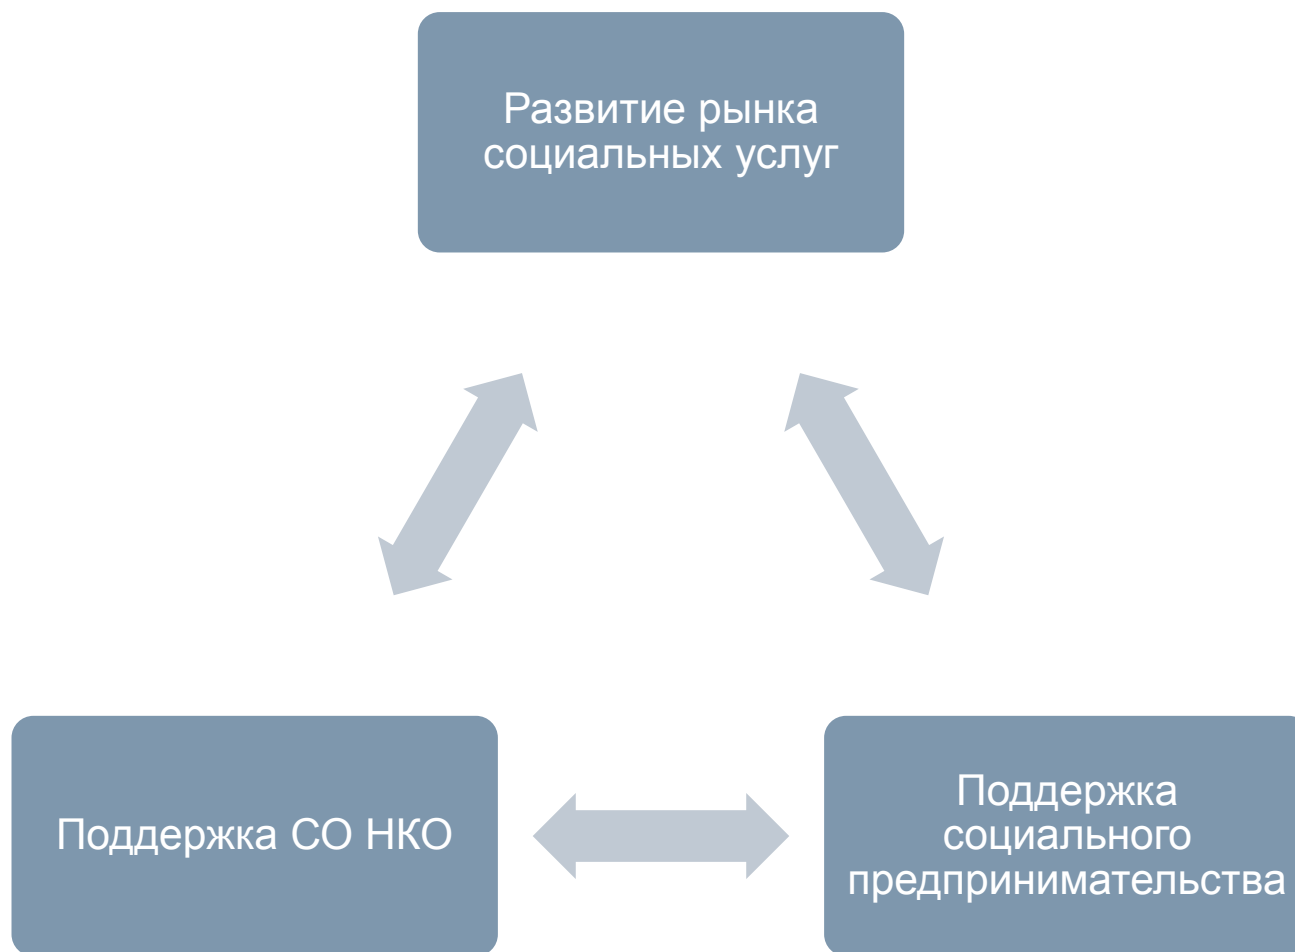 Развитие рынка
социальных услуг
Поддержка СО НКО
Поддержка
социального
предпринимательства